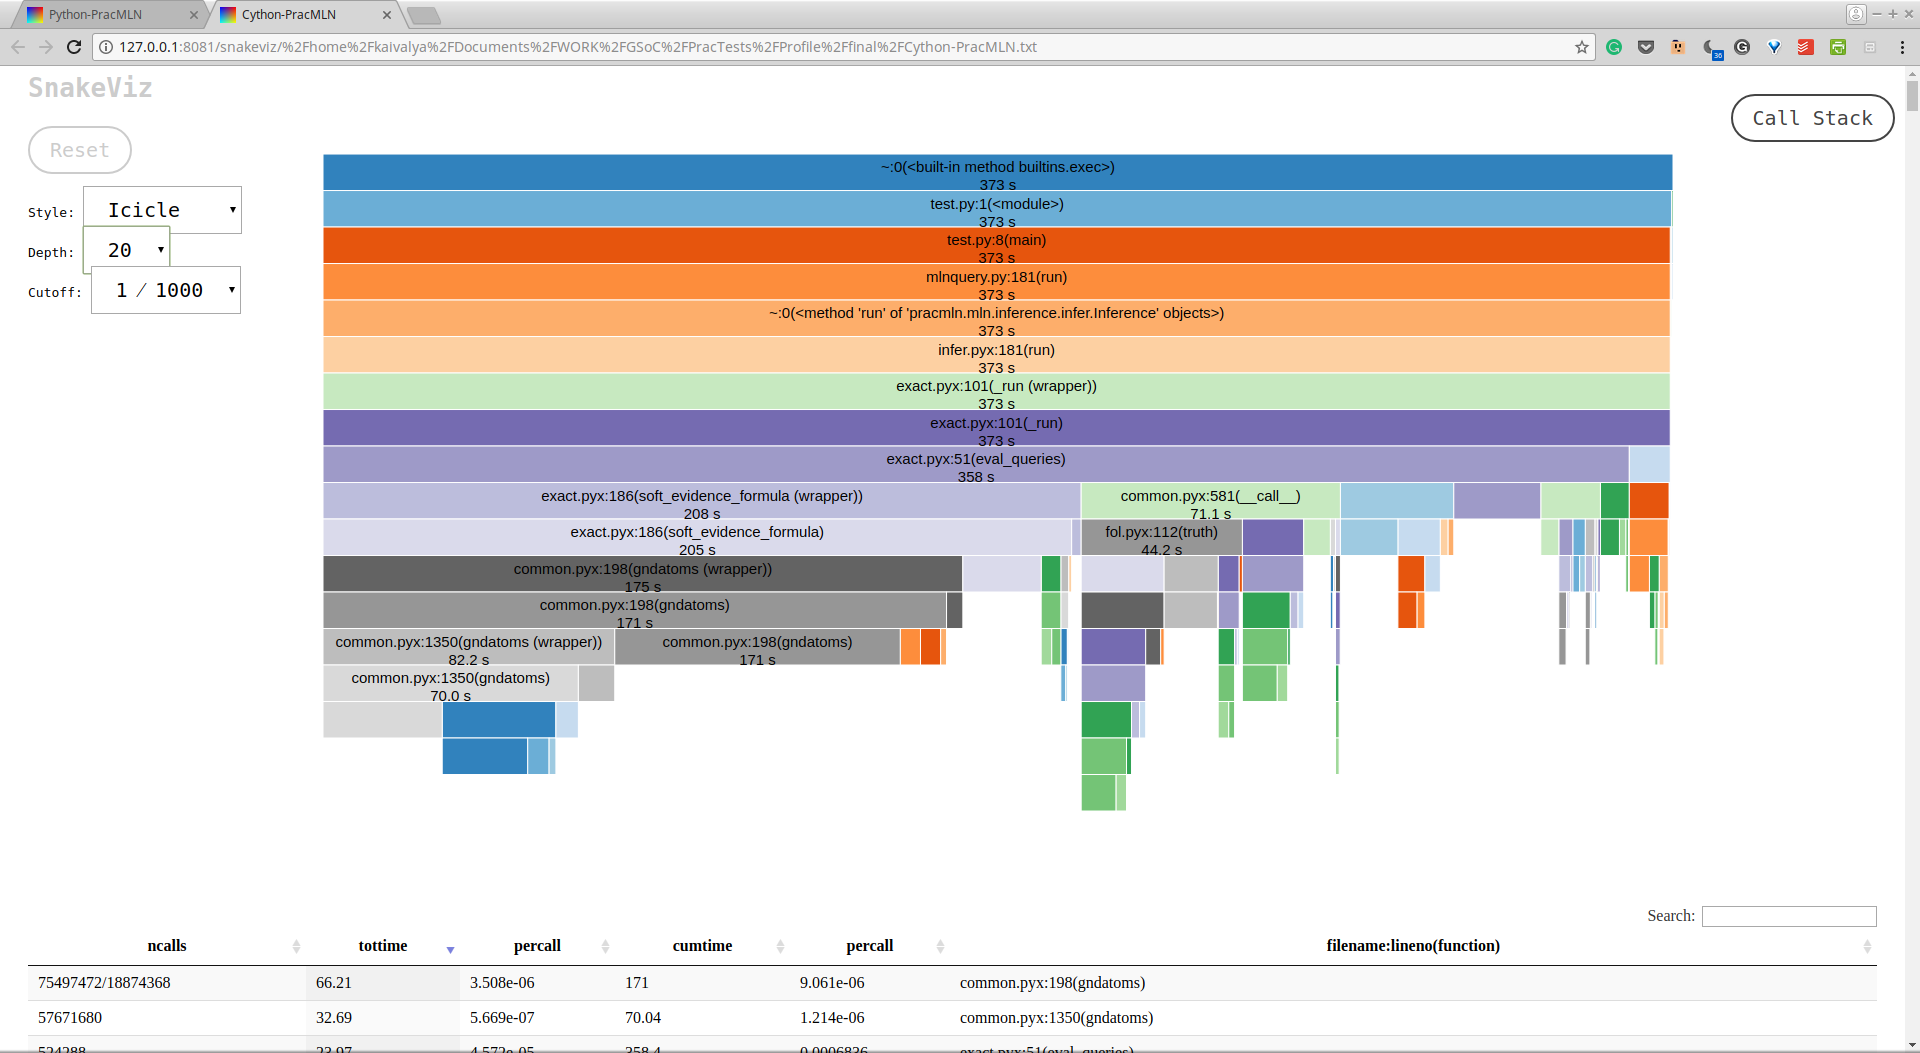 Python-PracMLN
Cython-PracMLN
127.0.0.1:8081/snakeviz/%2Fhome%2Fkaivalya%2FDocuments%2FWORK%2FGSoC%2FPracTests%2FProfile%2Ffinal%2FCython-PracMLN.txt
36
SnakeViz
Call Stack
Reset
Style: Icicle
Depth: 20
Cutoff: 1 / 1000
~:0(<built-in method builtins.exec>)
373 s
test.py:1(<module>)
373 s
test.py:8(main)
373 s
mlnquery.py:181(run)
373 s
~:0(<method 'run' of 'pracmln.mln.inference.infer.Inference' objects>)
373 s
infer.pyx:181(run)
373 s
exact.pyx:101(_run (wrapper))
373 s
exact.pyx:101(_run)
373 s
exact.pyx:51(eval_queries)
358 s
exact.pyx:186(soft_evidence_formula (wrapper)) common.pyx:581(__call__)
208 s 71.1 s
exact.pyx:186(soft_evidence_formula) fol.pyx:112(truth)
205 s 44.2 s
common.pyx:198(gndatoms (wrapper))
175 s
common.pyx:198(gndatoms)
171 s
common.pyx:1350(gndatoms (wrapper)) common.pyx:198(gndatoms)
82.2 s 171 s
common.pyx:1350(gndatoms)
70.0 s
Search:
ncalls tottime percall cumtime percall filename:lineno(function)
75497472/18874368 66.21 3.508e-06 171 9.061e-06 common.pyx:198(gndatoms)
57671680 32.69 5.669e-07 70.04 1.214e-06 common.pyx:1350(gndatoms)
524288 23.97 4.572e-05 358.4 0.0006836 exact.pyx:51(eval_queries)